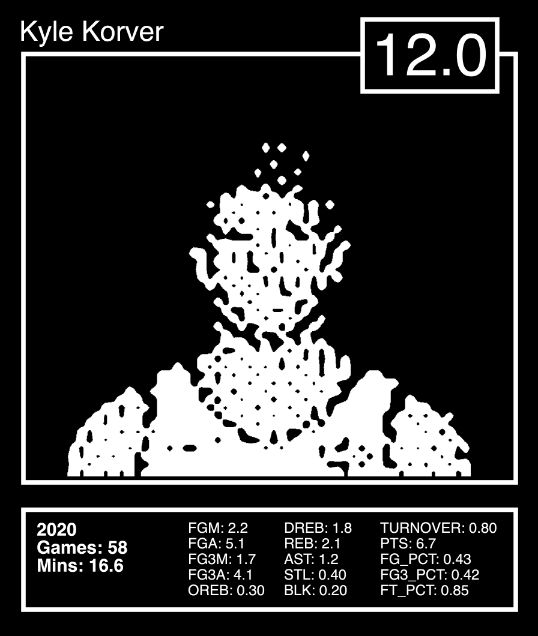 Kyle Korver
12.0
2020
Games: 58
Mins: 16.6
FGM: 2.2
FGA: 5.1
FG3M: 1.7
FG3A: 4.1
OREB: 0.30
DREB: 1.8
REB: 2.1
AST: 1.2
STL: 0.40
BLK: 0.20
TURNOVER: 0.80
PTS: 6.7
FG_PCT: 0.43
FG3_PCT: 0.42
FT_PCT: 0.85